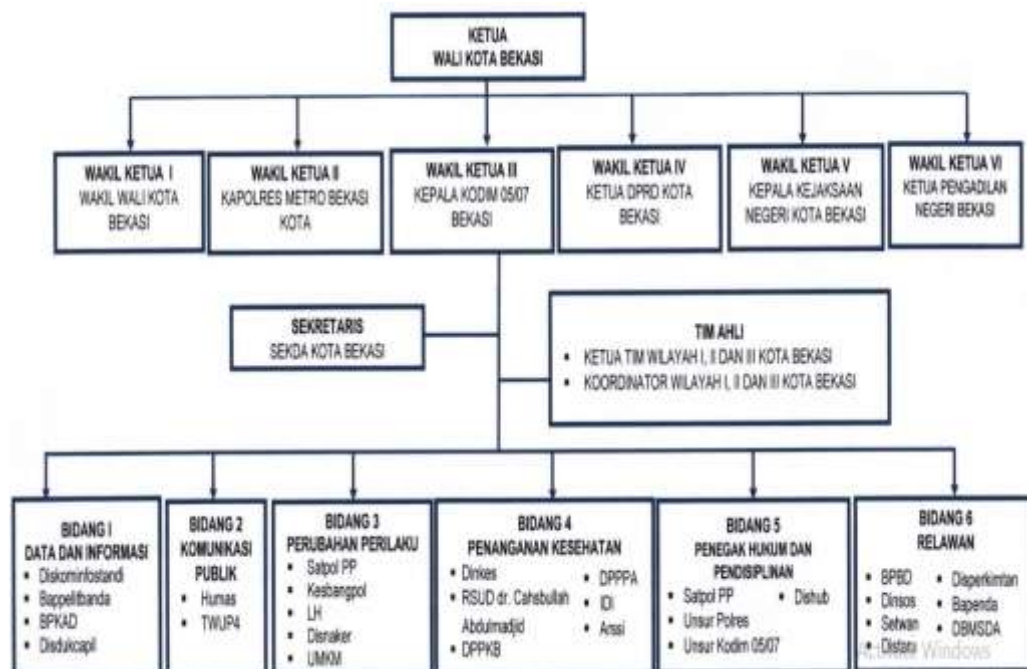 KETUA
WALI KOTA BEKASI
WAKIL KETUA I
WAKIL WALI KOTA
BEKASI
WAKIL KETUA II
KAPOLRES METRO BEKASI
KOTA
WAKIL KETUA III
KEPALA KODIM 05/07
BEKASI
WAKIL KETUA IV
KETUA DPRD KOTA
BEKASI
WAKIL KETUA V
KEPALA KEJAKSAAN
NEGERI KOTA BEKASI
WAKIL KETUA VI
KETUA PENGADILAN
NEGERI BEKASI
SEKRETARIS
SEKDA KOTA BEKASI
TIM AHLI
▪ KETUA TIM WILAYAH I, II DAN III KOTA BEKASI
▪ KOORDINATOR WILAYAH I, II DAN III KOTA BEKASI
BIDANG I
DATA DAN INFORMASI
▪ Diskominfostandi
▪ Bappelitbanda
▪ BPKAD
▪ Disdukcapil
BIDANG 2
KOMUNIKASI
PUBLIK
▪ Humas
▪ TWUP4
BIDANG 3
PERUBAHAN PERILAKU
▪ Satpol PP
▪ Kesbangpol
▪ LH
▪ Disnaker
▪ UMKM
BIDANG 4
PENANGANAN KESEHATAN
▪ Dinkes
▪ RSUD dr. Cahsbullah
Abdulmadjid
▪ DPPKB
▪ DPPPA
▪ IDI
▪ Arssi
BIDANG 5
PENEGAK HUKUM DAN
PENDISIPLINAN
▪ Satpol PP
▪ Unsur Polres
▪ Unsur Kodim 05/07
▪ Dishub
BIDANG 6
RELAWAN
▪ BPBD
▪ Dinsos
▪ Setwan
▪ Distaru
▪ Disperkimtan
▪ Bapenda
▪ DBMSDA
Activate Windows